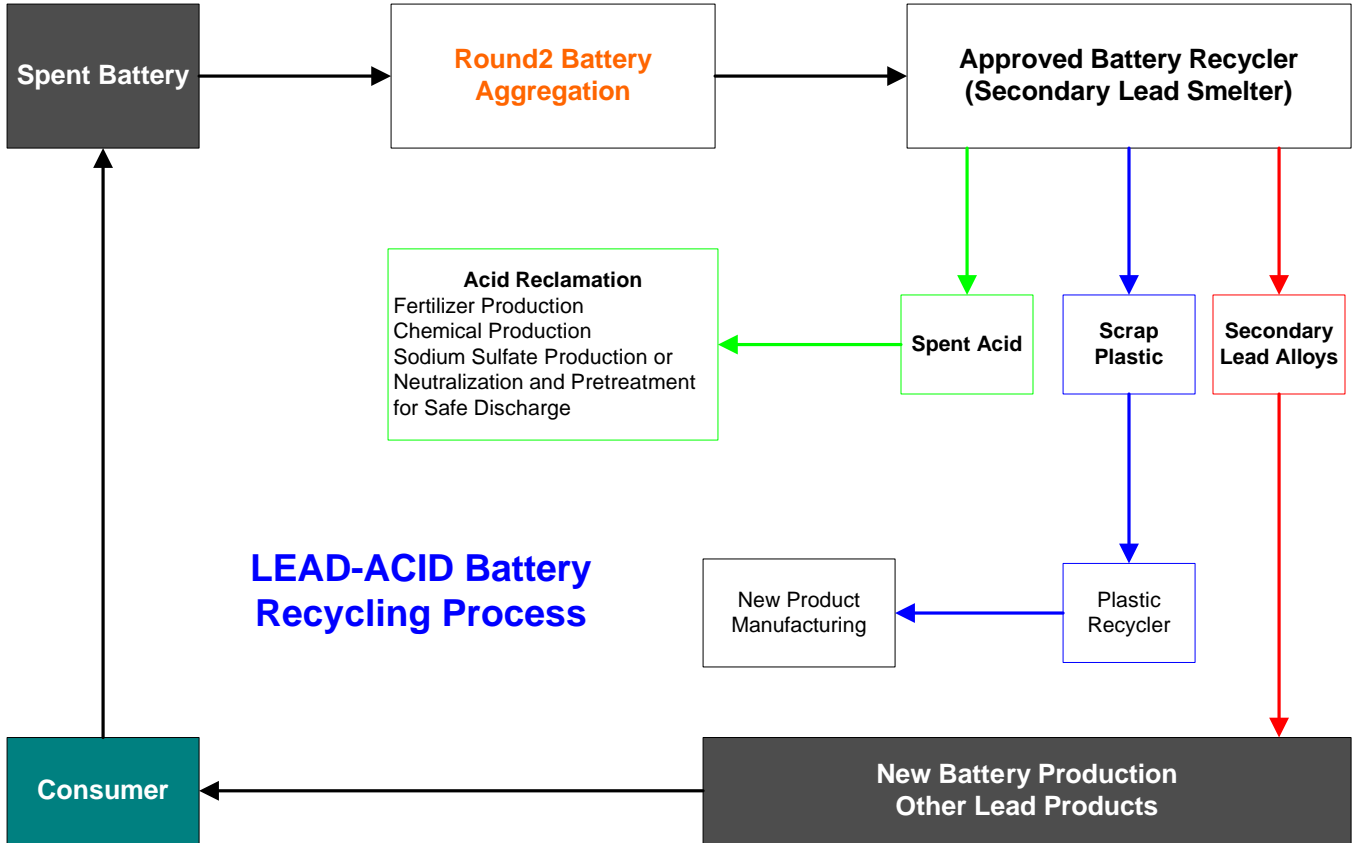 Spent Battery
Round2 Battery
Aggregation
Approved Battery Recycler
(Secondary Lead Smelter)
Acid Reclamation
Fertilizer Production
Chemical Production
Sodium Sulfate Production or
Neutralization and Pretreatment
for Safe Discharge
Spent Acid
Scrap
Plastic
Secondary
Lead Alloys
LEAD-ACID Battery
Recycling Process
New Product
Manufacturing
Plastic
Recycler
Consumer
New Battery Production
Other Lead Products